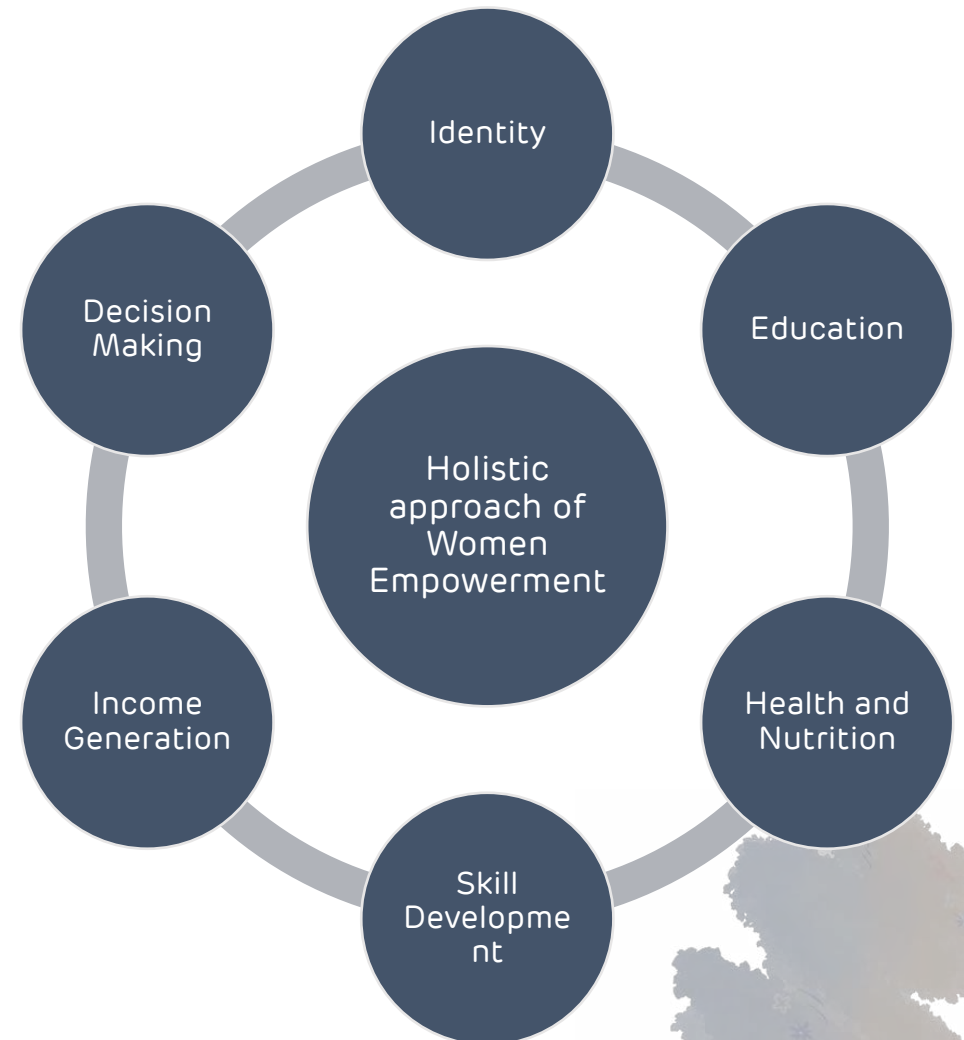 Identity
Education
Health and
Nutrition
Skill
Developme
nt
Income
Generation
Decision
Making
Holistic
approach of
Women
Empowerment